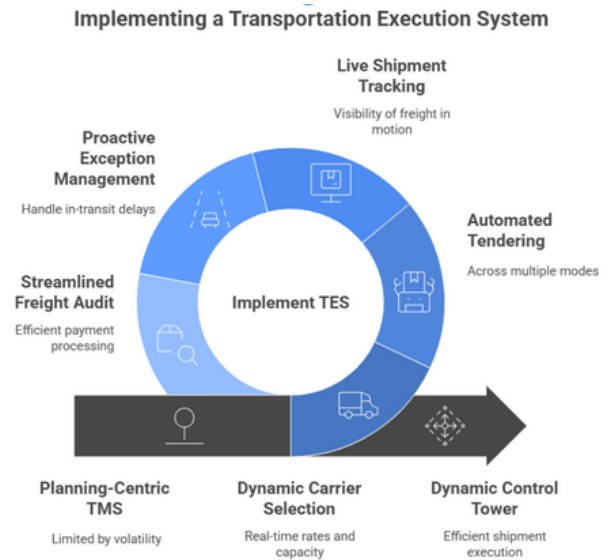 Implementing a Transportation Execution System
Live Shipment
Tracking
Visibility of freight in
motion
Proactive
Exception
Management
Handle in-transit delays
Automated
Tendering
Across multiple modes
Streamlined
Freight Audit
Efficient payment
processing
Implement TES
Planning-Centric
TMS
Limited by volatility
Dynamic Carrier
Selection
Real-time rates and
capacity
Dynamic Control
Tower
Efficient shipment
execution